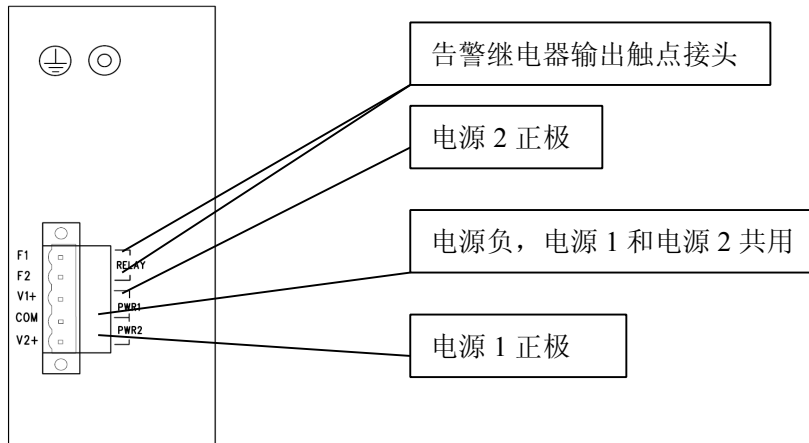 告警继电器输出触点接头
电源 2 正极
电源负，电源 1 和电源 2 共用
电源 1 正极
F1
F2
V1+
COM
V2+
RELAY
PWR1
PWR2